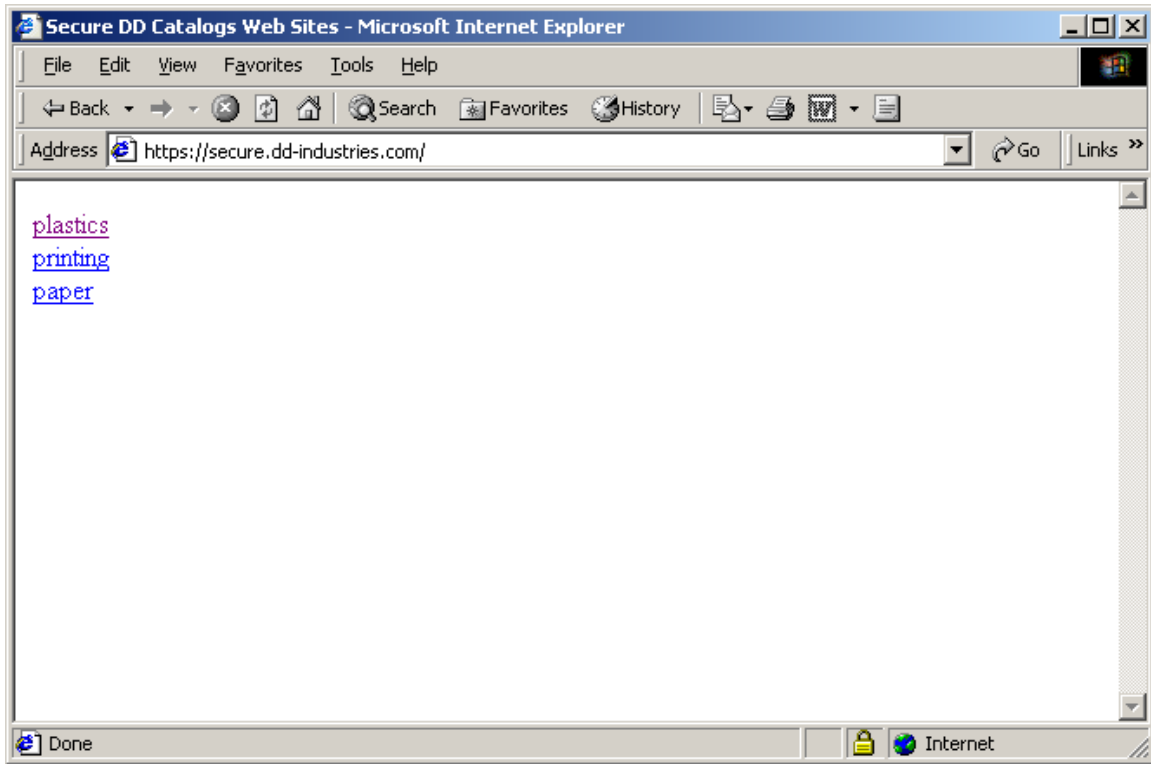 Secure DD Catalogs Web Sites - Microsoft Internet Explorer
File Edit View Favorites Tools Help
Back Search Favorites History
Address https://secure.dd-industries.com/ Go Links »
plastics
printing
paper
Done Internet